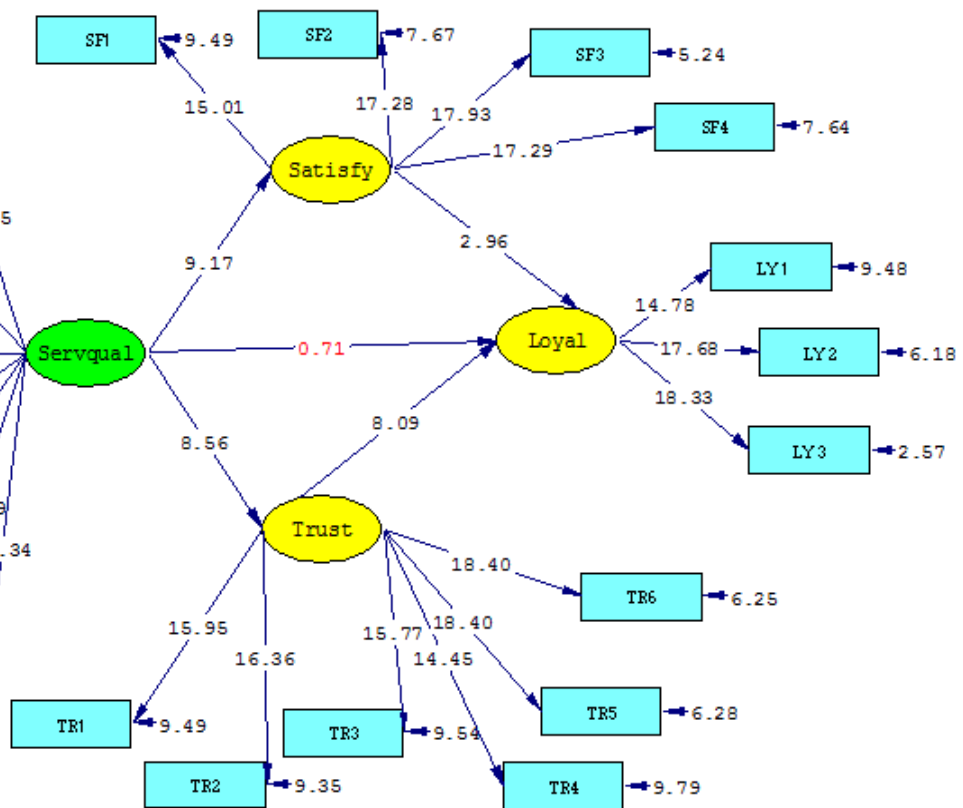 SF1
9.49
SF2
7.67
SF3
5.24
15.01
17.28
17.93
SF4
7.64
17.29
Satisfy
5
2.96
9.17
LY1
9.48
14.78
Servqual
0.71
Loyal
17.68
LY2
6.18
18.33
8.09
8.56
LY3
2.57
9
.34
Trust
18.40
TR6
6.25
15.95
15.77
18.40
16.36
14.45
TR1
9.49
TR3
9.54
TR5
6.28
TR2
9.35
TR4
9.79